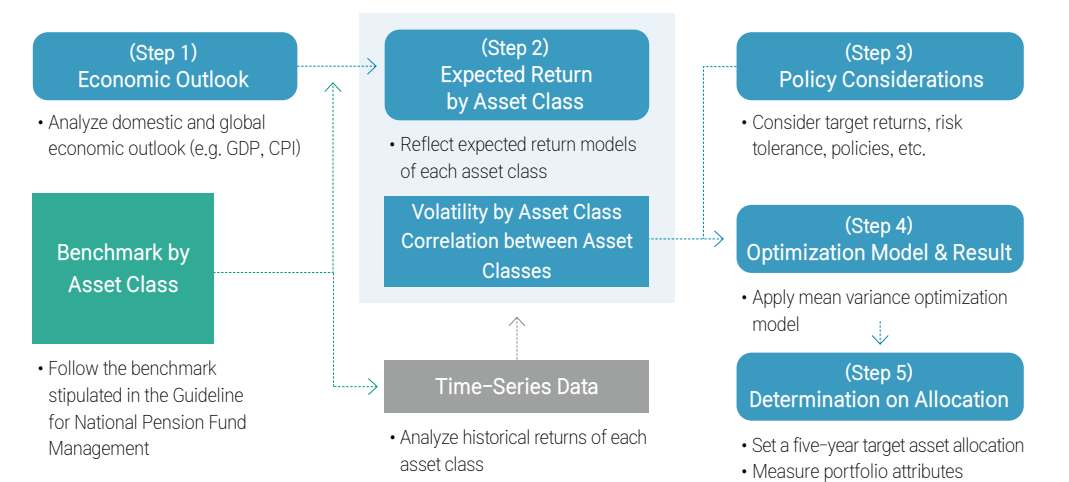 (Step 1)
Economic Outlook
• Analyze domestic and global
economic outlook (e.g. GDP, CPI)
Benchmark by
Asset Class
• Follow the benchmark
stipulated in the Guideline
for National Pension Fund
Management
(Step 2)
Expected Return
by Asset Class
• Reflect expected return models
of each asset class
Volatility by Asset Class
Correlation between Asset
Classes
Time-Series Data
• Analyze historical returns of each
asset class
(Step 3)
Policy Considerations
• Consider target returns, risk
tolerance, policies, etc.
(Step 4)
Optimization Model & Result
• Apply mean variance optimization
model
(Step 5)
Determination on Allocation
• Set a five-year target asset allocation
• Measure portfolio attributes